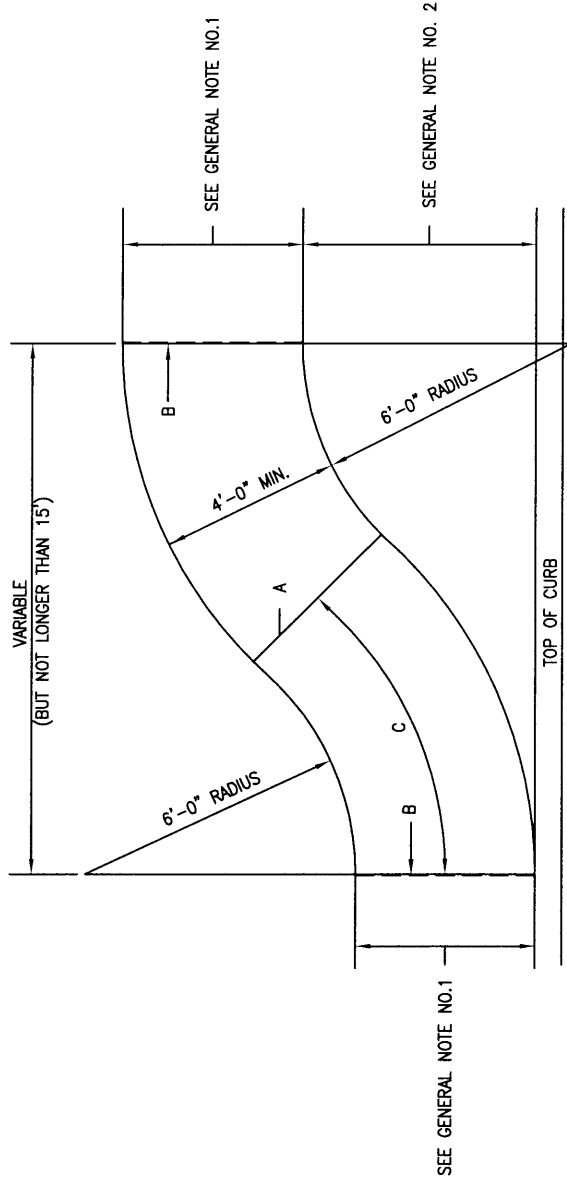 VARIABLE
(BUT NOT LONGER THAN 15')
SEE GENERAL NOTE NO.1
B
6'-0" RADIUS
4'-0" MIN.
A
6'-0" RADIUS
SEE GENERAL NOTE NO. 2
C
B
TOP OF CURB
SEE GENERAL NOTE NO.1